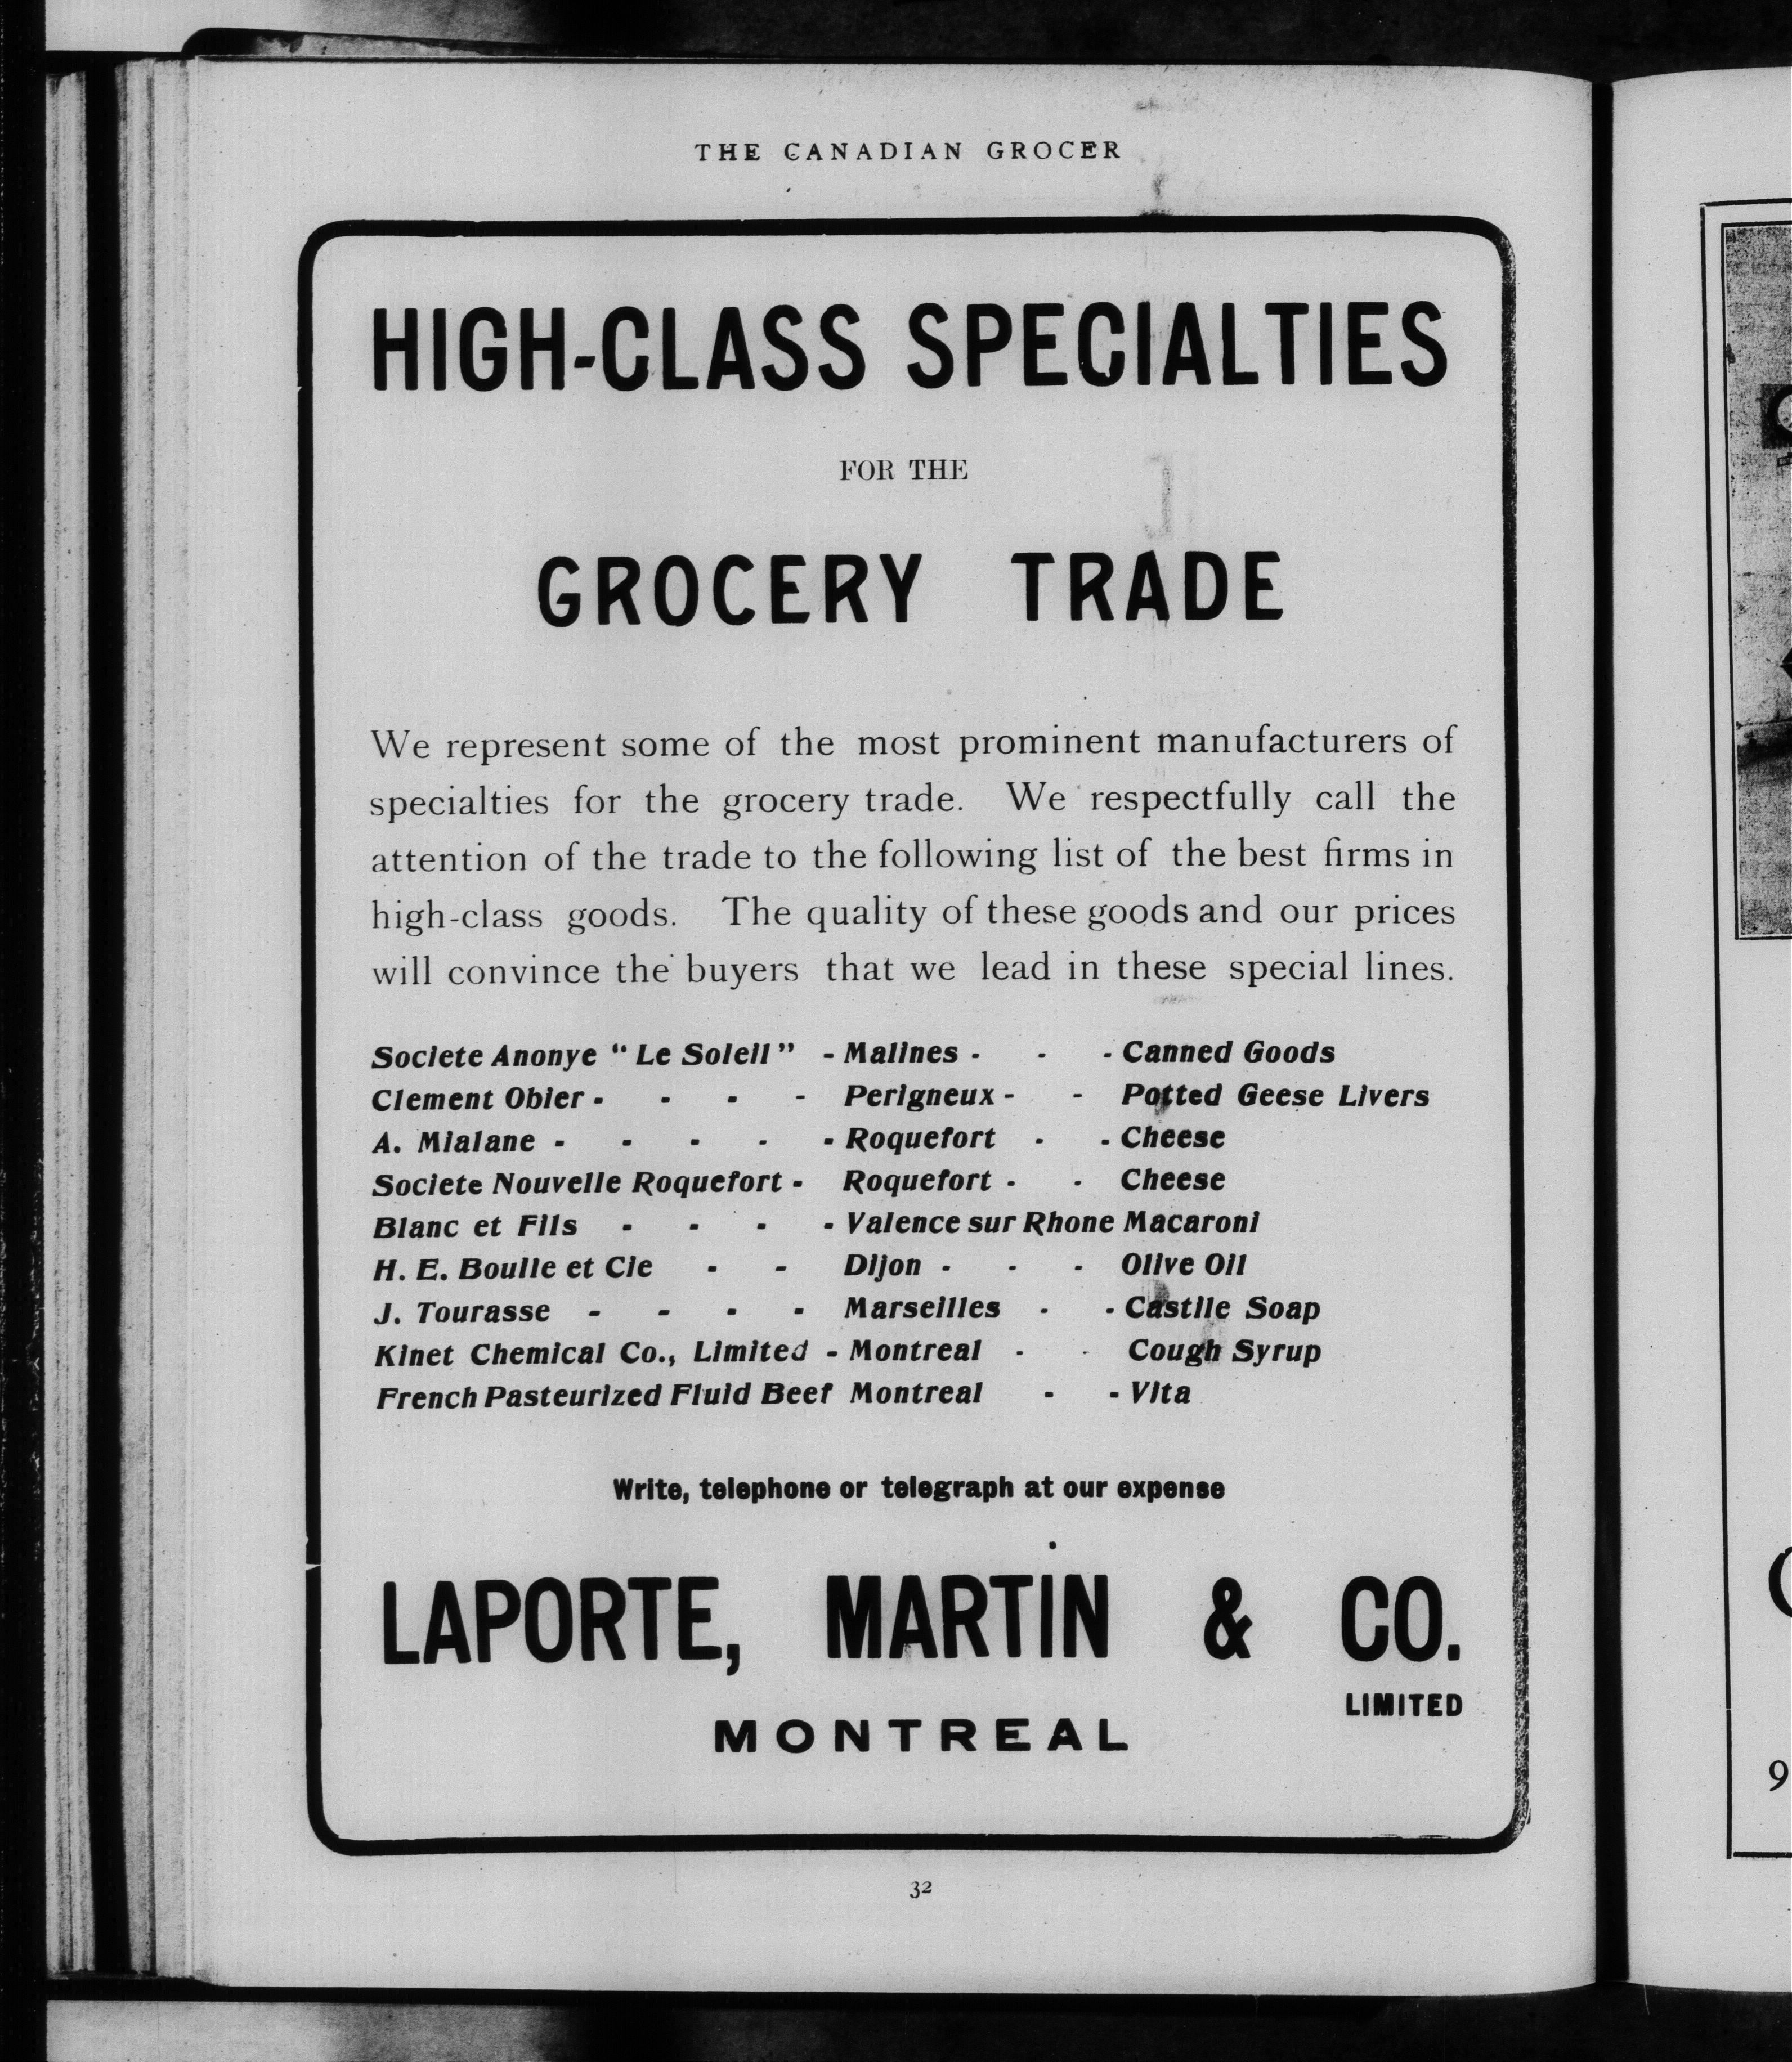 THE CANADIAN GROCER
HIGH-CLASS SPECIALTIES
FOR THE
GROCERY TRADE
We represent some of the most prominent manufacturers of
specialties for the grocery trade. We respectfully call the
attention of the trade to the following list of the best firms in
high-class goods. The quality of these goods and our prices
will convince the buyers that we lead in these special lines.
Societe Anonye "Le Soleil" - Malines - - - Canned Goods
Clement Obier - - - - Perigneux - - Potted Geese Livers
A. Mialane - - - - - Roquefort - - Cheese
Societe Nouvelle Roquefort - Roquefort - - Cheese
Blanc et Fils - - - - Valence sur Rhone Macaroni
H. E. Boulle et Cie - - Dijon - - - Olive Oil
J. Tourasse - - - - Marseilles - - Castile Soap
Kinet Chemical Co., Limited - Montreal - - Cough Syrup
French Pasteurized Fluid Beef Montreal - - Vita
Write, telephone or telegraph at our expense
LAPORTE, MARTIN & CO.
LIMITED
MONTREAL
32
9